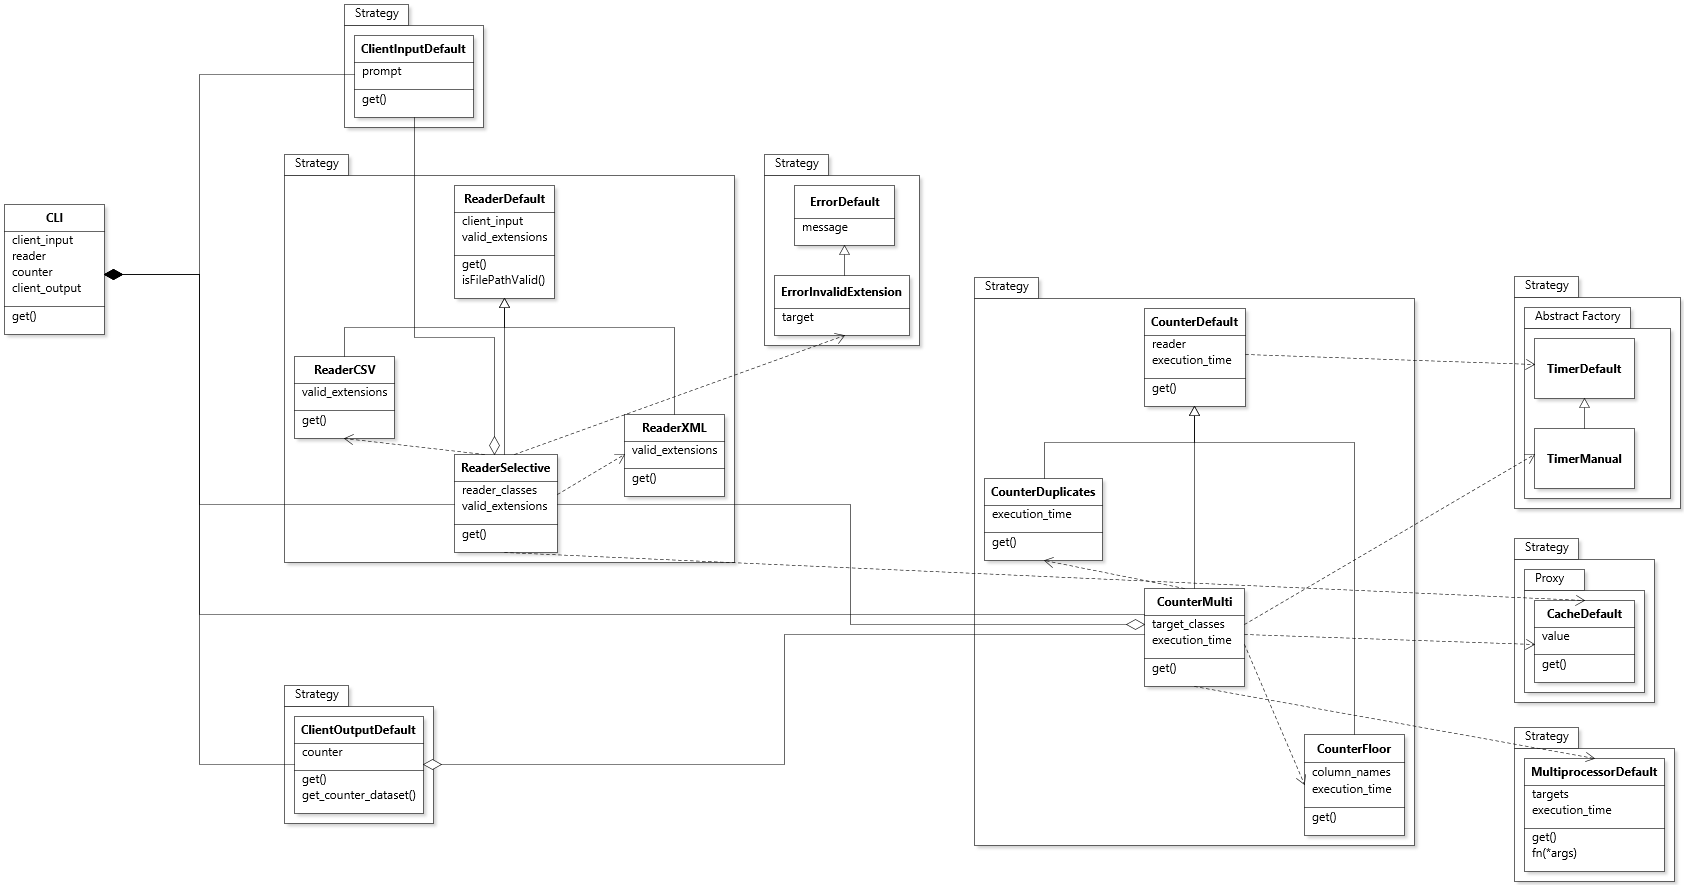 Strategy
ClientInputDefault
prompt
get()
Strategy
ReaderDefault
client_input
valid_extensions
get()
isFilePathValid()
ReaderCSV
valid_extensions
get()
ReaderXML
valid_extensions
get()
ReaderSelective
reader_classes
valid_extensions
get()
Strategy
ErrorDefault
message
ErrorInvalidExtension
target
CLI
client_input
reader
counter
client_output
get()
Strategy
CounterDefault
reader
execution_time
get()
CounterDuplicates
execution_time
get()
CounterMulti
target_classes
execution_time
get()
CounterFloor
column_names
execution_time
get()
Strategy
Abstract Factory
TimerDefault
TimerManual
Strategy
Proxy
CacheDefault
value
get()
Strategy
MultiprocessorDefault
targets
execution_time
get()
fn(*args)
Strategy
ClientOutputDefault
counter
get()
get_counter_dataset()